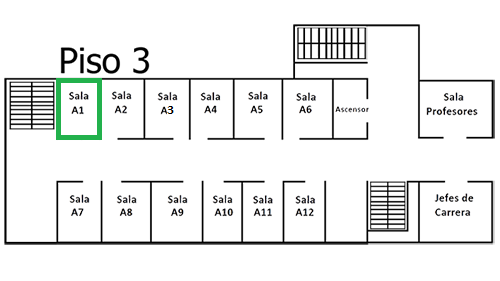 Piso 3
Sala
A1
Sala
A2
Sala
A3
Sala
A4
Sala
A5
Sala
A6
Ascensor
Sala
Profesores
Sala
A7
Sala
A8
Sala
A9
Sala
A10
Sala
A11
Sala
A12
Jefes de
Carrera